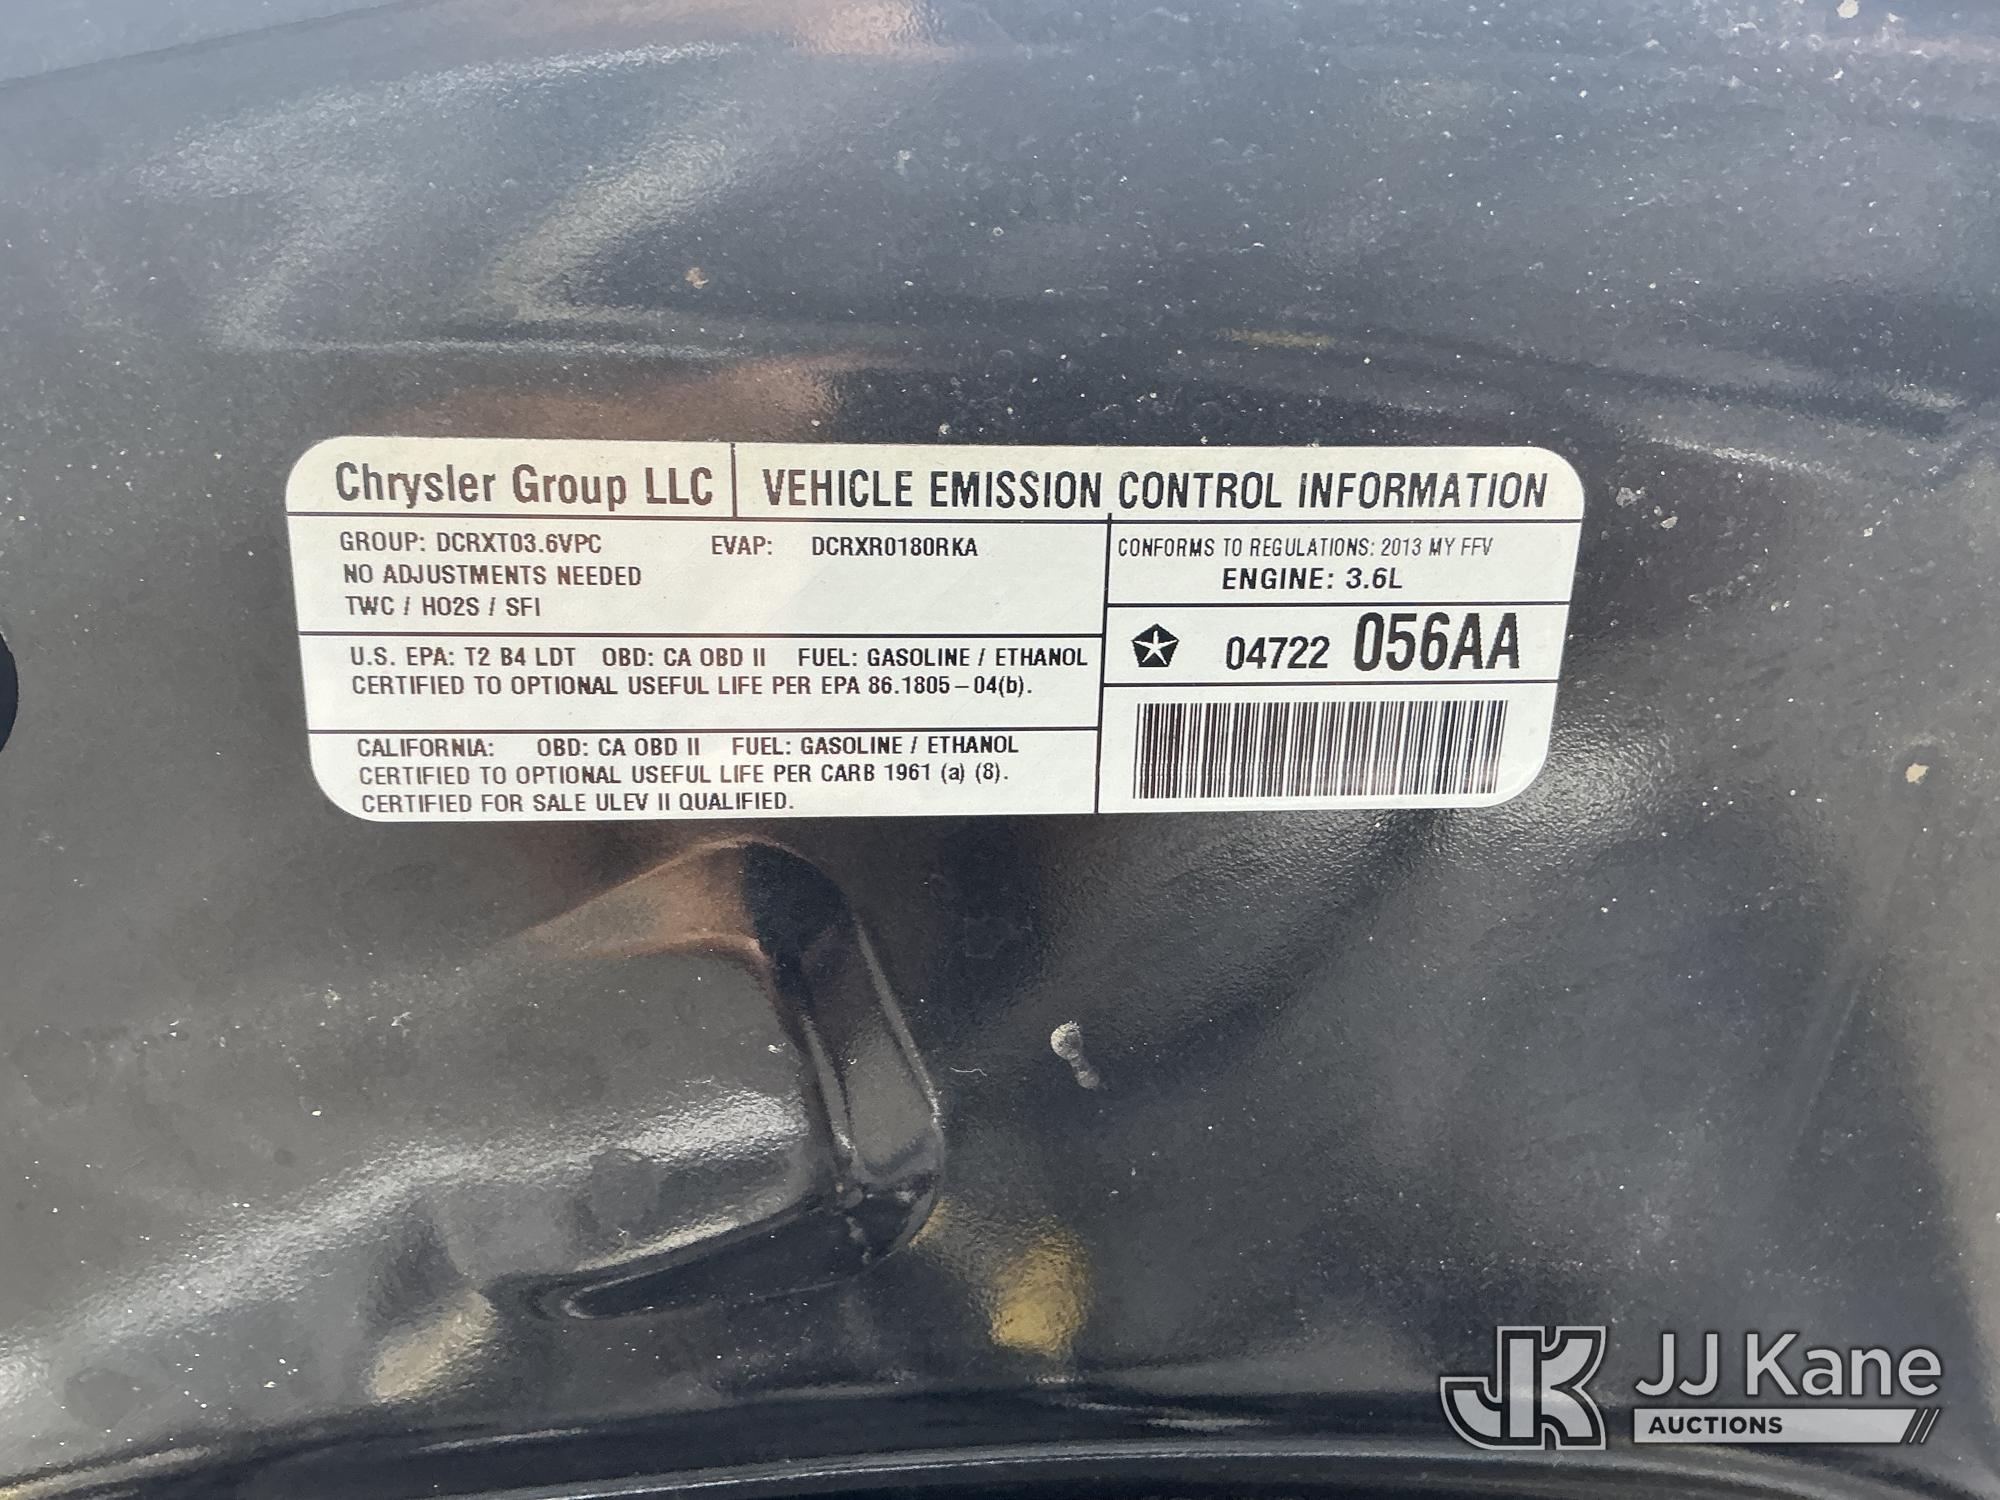 Chrysler Group LLC VEHICLE EMISSION CONTROL INFORMATION
GROUP: DCRXT03.6VPC EVAP: DCRXR0180RKA
NO ADJUSTMENTS NEEDED
TWC / HO2S / SFI
CONFORMS TO REGULATIONS: 2013 MY FFV
ENGINE: 3.6L
04722 056AA
U.S. EPA: T2 B4 LDT OBD: CA OBD II FUEL: GASOLINE / ETHANOL
CERTIFIED TO OPTIONAL USEFUL LIFE PER EPA 86.1805–04(b).
CALIFORNIA: OBD: CA OBD II FUEL: GASOLINE / ETHANOL
CERTIFIED TO OPTIONAL USEFUL LIFE PER CARB 1961 (a) (8).
CERTIFIED FOR SALE ULEV II QUALIFIED.
JK JJ Kane
AUCTIONS